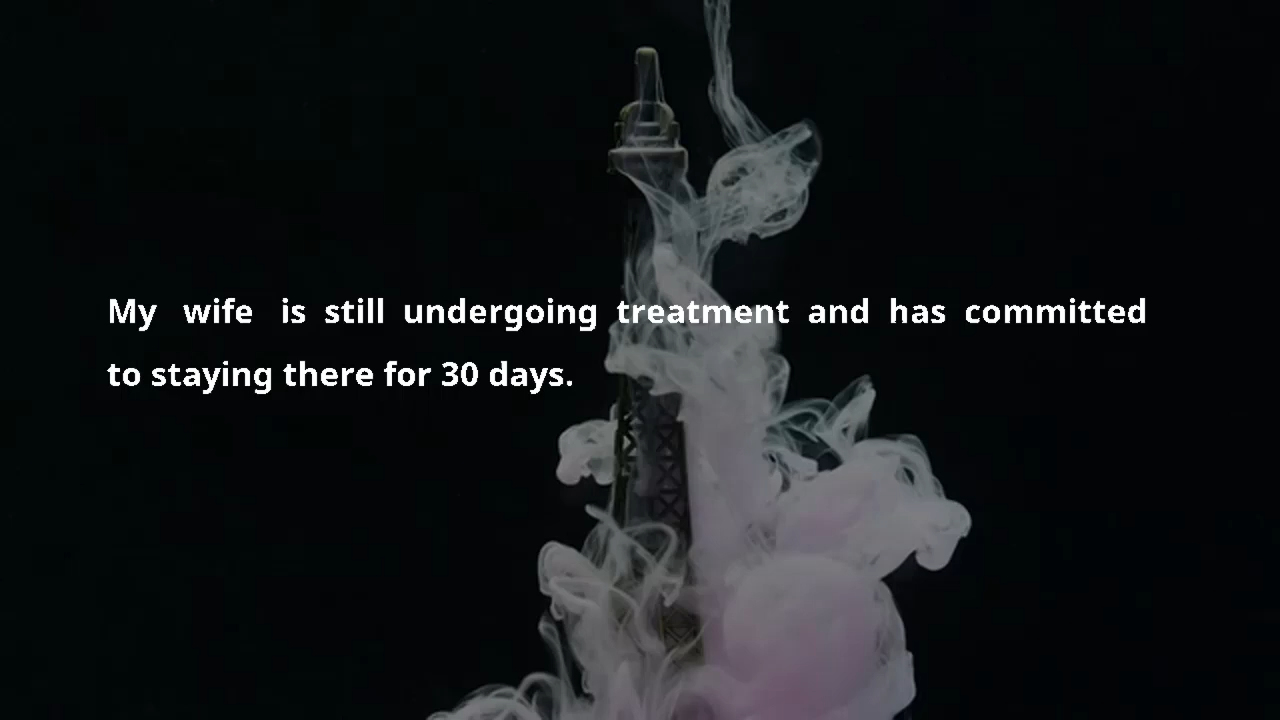 My wife is still undergoing treatment and has committed
to staying there for 30 days.